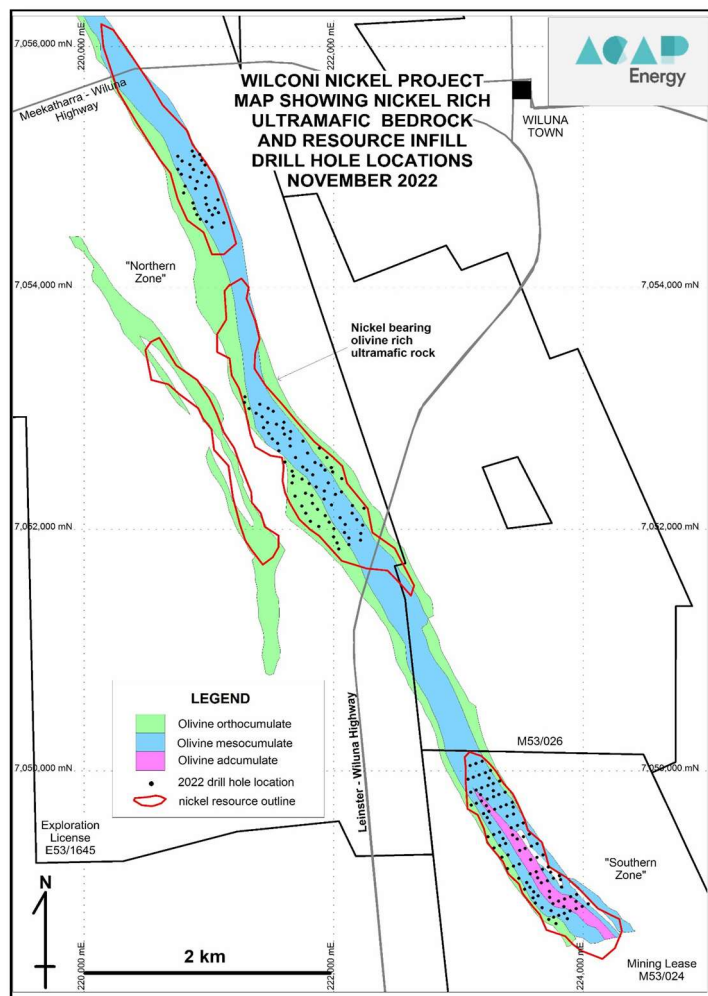 7,056,000 mN
220,000 mE
222,000 mE
ACAP
Energy
WILCONI NICKEL PROJECT
MAP SHOWING NICKEL RICH
ULTRAMAFIC BEDROCK
AND RESOURCE INFILL
DRILL HOLE LOCATIONS
NOVEMBER 2022
Meekatharra - Wiluna
Highway
WILUNA
TOWN
"Northern
Zone"
7,054,000 mN
7,054,000 mN
Nickel bearing
olivine rich
ultramafic rock
7,052,000 mN
7,052,000 mN
LEGEND
Olivine orthocumulate
Olivine mesocumulate
Olivine adcumulate
2022 drill hole location
nickel resource outline
Leinster - Wiluna Highway
M53/026
7,050,000 mN
7,050,000 mN
Exploration
License
E53/1645
"Southern
Zone"
N
2 km
220,000 mE
222,000 mE
224,000 mE
Mining Lease
M53/024